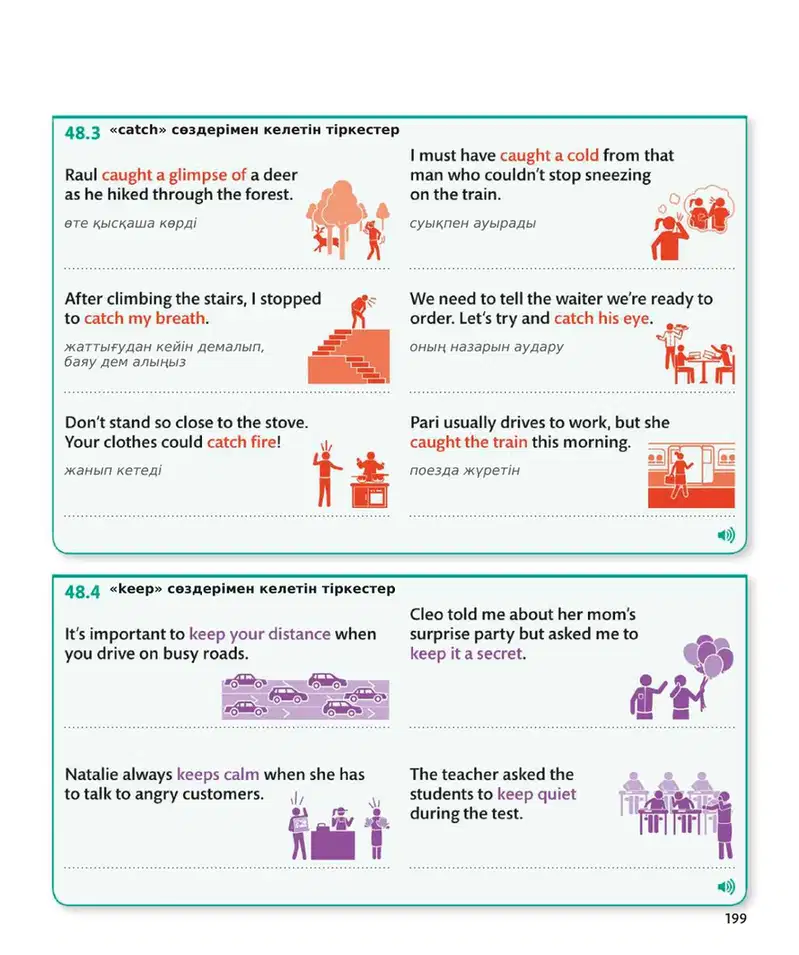 48.3 «catch» сөздерімен келетін тіркестер
Raul caught a glimpse of a deer
as he hiked through the forest.
өте қысқаша көрді
I must have caught a cold from that
man who couldn't stop sneezing
on the train.
суықпен ауырады
After climbing the stairs, I stopped
to catch my breath.
жаттығудан кейін демалып,
баяу дем алыңыз
We need to tell the waiter we're ready to
order. Let's try and catch his eye.
оның назарын аудару
Don't stand so close to the stove.
Your clothes could catch fire!
жанып кетеді
Pari usually drives to work, but she
caught the train this morning.
поезда жүретін
48.4 «keep» сөздерімен келетін тіркестер
It's important to keep your distance when
you drive on busy roads.
Cleo told me about her mom's
surprise party but asked me to
keep it a secret.
Natalie always keeps calm when she has
to talk to angry customers.
The teacher asked the
students to keep quiet
during the test.
199